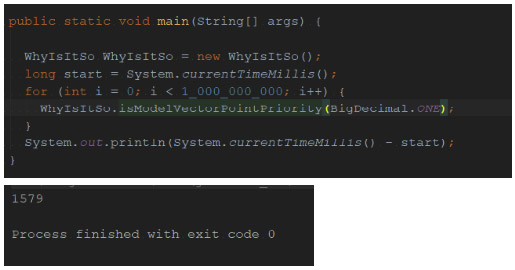 public static void main(String[] args) {
WhyIsItSo WhyIsItSo = new WhyIsItSo();
long start = System.currentTimeMillis();
for (int i = 0; i < 1_000_000_000; i++) {
WhyIsItSo.isModelVectorPointPriority(BigDecimal.ONE);
}
System.out.println(System.currentTimeMillis() - start);
}
1579
Process finished with exit code 0